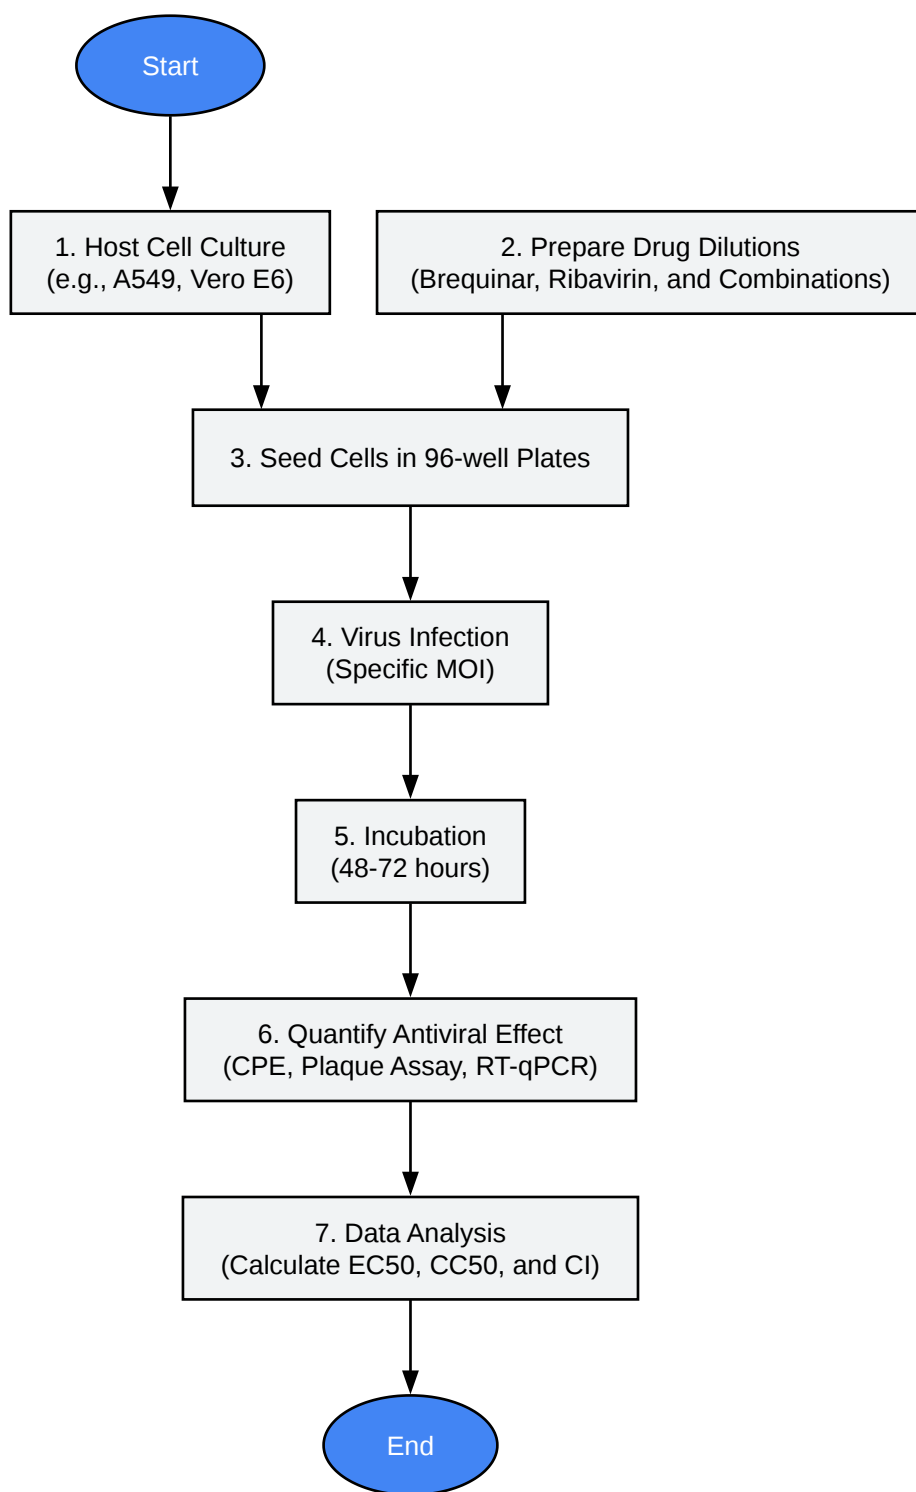 Start
1. Host Cell Culture
(e.g., A549, Vero E6)
2. Prepare Drug Dilutions
(Brequinar, Ribavirin, and Combinations)
3. Seed Cells in 96-well Plates
4. Virus Infection
(Specific MOI)
5. Incubation
(48-72 hours)
6. Quantify Antiviral Effect
(CPE, Plaque Assay, RT-qPCR)
7. Data Analysis
(Calculate EC50, CC50, and CI)
End